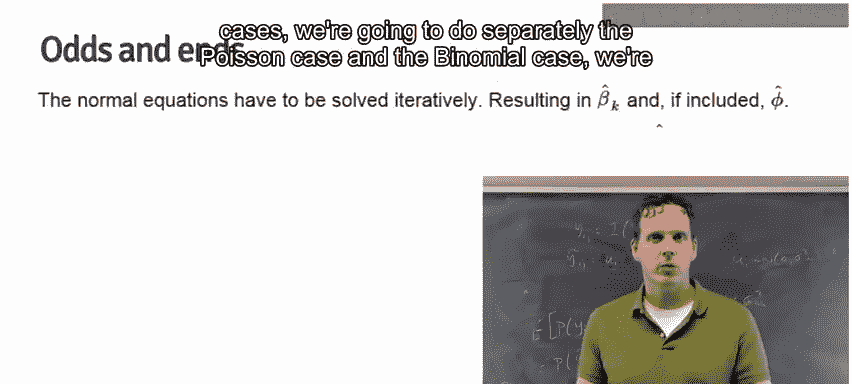 cases, we're going to do separately the
Odds and ends
Poisson case and the Binomial case, we're
The normal equations have to be solved iteratively. Resulting in β̂ₖ and, if included, φ̂.